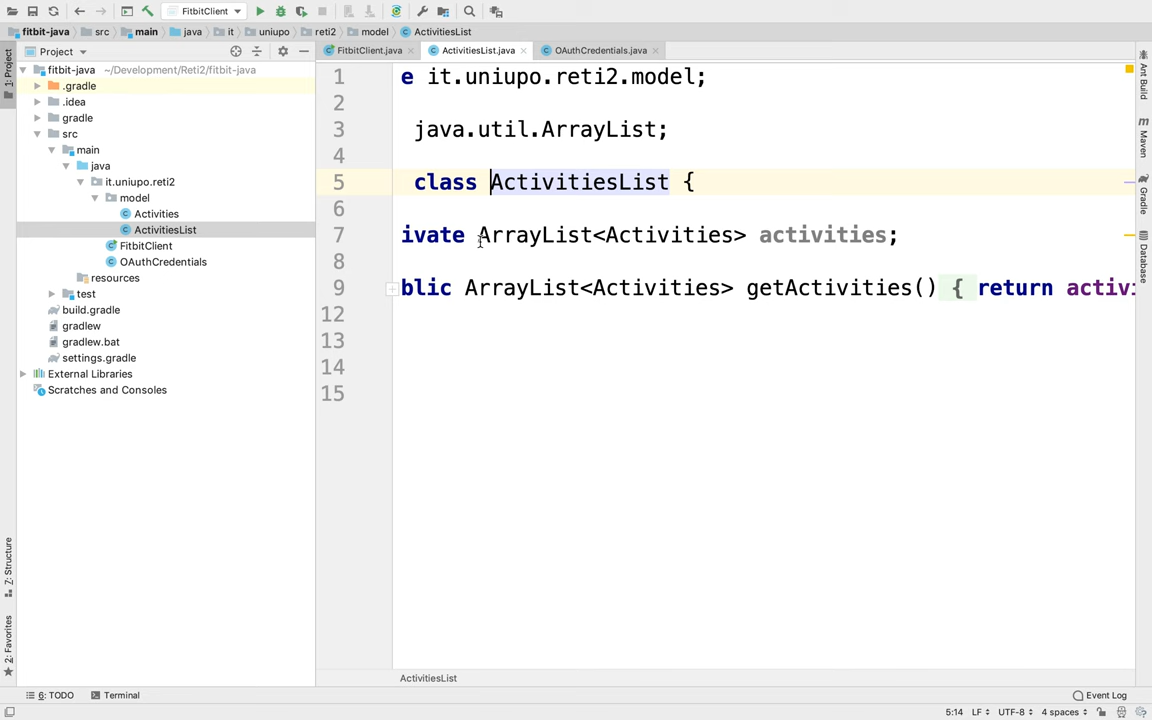 FitbitClient
fitbit-java src main java it uniupo reti2 model ActivitiesList
1: Project
Project
FitbitClient.java
ActivitiesList.java
OAuthCredentials.java
fitbit-java ~/Development/Reti2/fitbit-java
.gradle
.idea
gradle
src
main
java
it.uniupo.reti2
model
Activities
ActivitiesList
FitbitClient
OAuthCredentials
resources
test
build.gradle
gradlew
gradlew.bat
settings.gradle
External Libraries
Scratches and Consoles
1 e it.uniupo.reti2.model;
2
3 java.util.ArrayList;
4
5 class ActivitiesList {
6
7 ivate ArrayList<Activities> activities;
8
9 blic ArrayList<Activities> getActivities() { return activi
12
13
14
15
Ant Build
Maven
Gradle
Database
7: Structure
2: Favorites
ActivitiesList
6: TODO Terminal Event Log
5:14 LF UTF-8 4 spaces